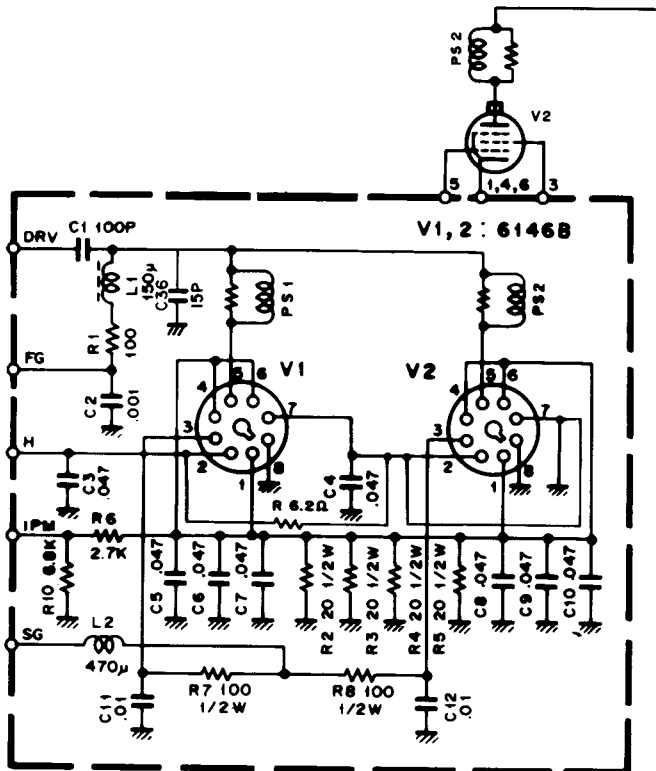 PS2
V2
5
1,4,6
3
V1, 2 : 6146B
DRV
C1 100P
L1
150μ
C36
15P
PS1
PS2
R1
100
FG
C2
.01
V1
4
5
6
3
7
2
8
1
V2
4
5
6
3
7
2
8
1
H
C3
.047
C4
.047
R 6.2Ω
IPM
R6
2.7K
R10 6.8K
C5 .047
C6 .047
C7 .047
R2 20 1/2W
R3 20 1/2W
R4 20 1/2W
R5 20 1/2W
C8 .047
C9 .047
C10 .047
SG
L2
470μ
C11
.01
R7 100
1/2W
R8 100
1/2W
C12
.01